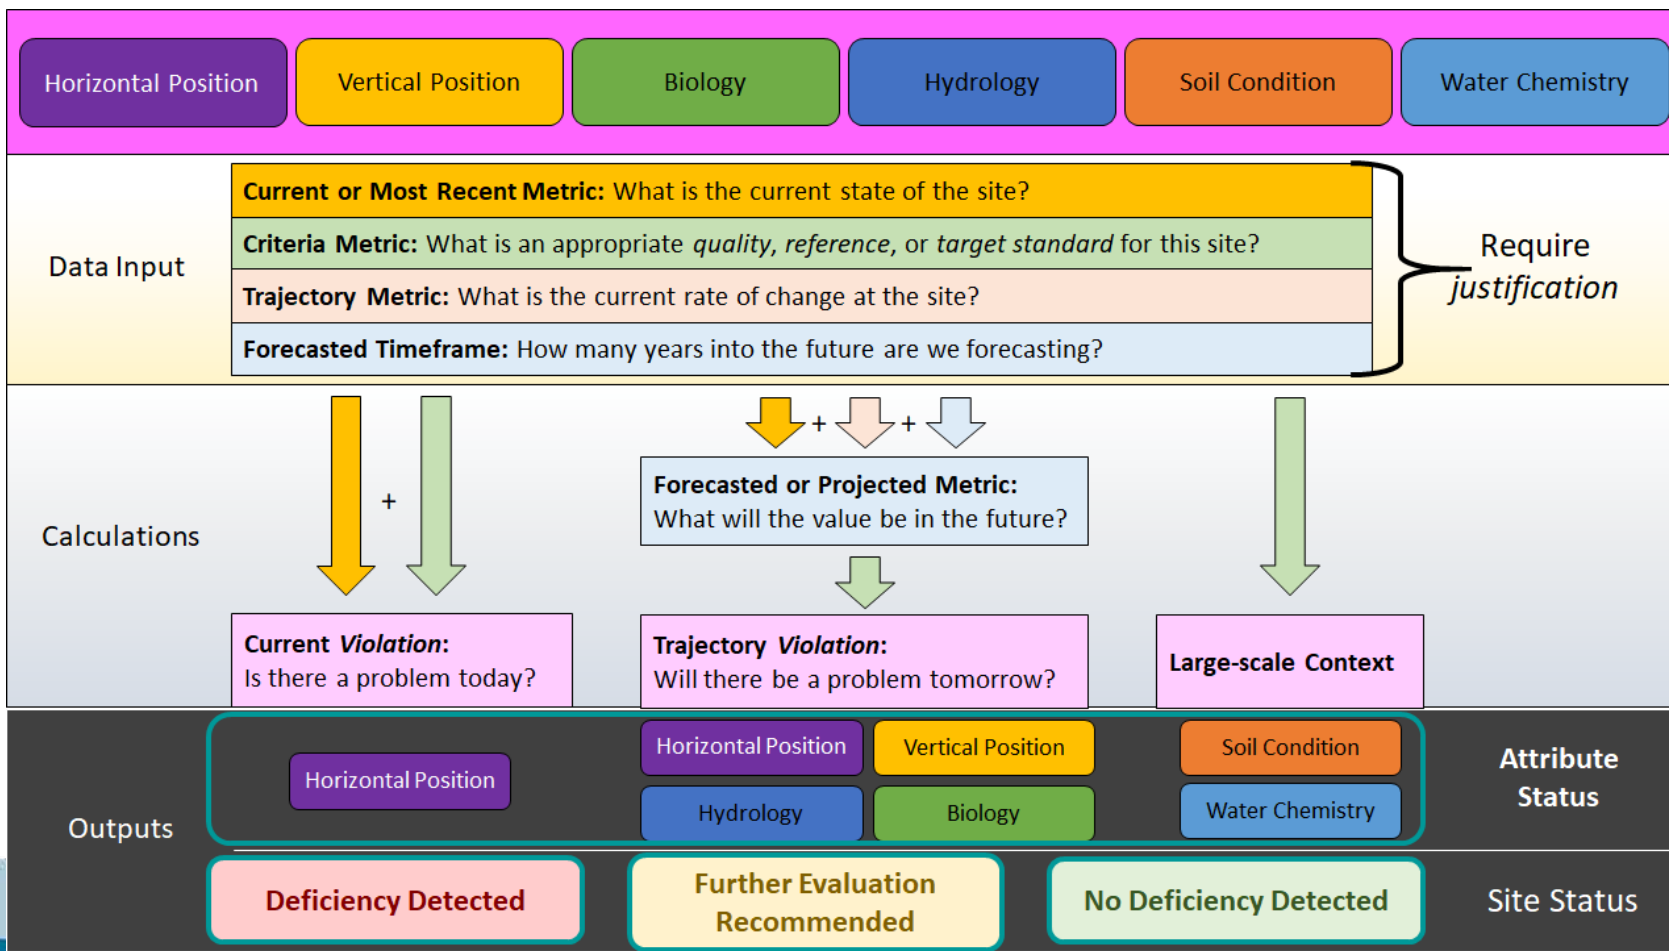 Horizontal Position
Vertical Position
Biology
Hydrology
Soil Condition
Water Chemistry
Data Input
Current or Most Recent Metric: What is the current state of the site?
Criteria Metric: What is an appropriate quality, reference, or target standard for this site?
Trajectory Metric: What is the current rate of change at the site?
Forecasted Timeframe: How many years into the future are we forecasting?
Require
justification
Calculations
+
+
+
Forecasted or Projected Metric:
What will the value be in the future?
Current Violation:
Is there a problem today?
Trajectory Violation:
Will there be a problem tomorrow?
Large-scale Context
Outputs
Horizontal Position
Horizontal Position
Vertical Position
Hydrology
Biology
Soil Condition
Water Chemistry
Attribute
Status
Deficiency Detected
Further Evaluation
Recommended
No Deficiency Detected
Site Status